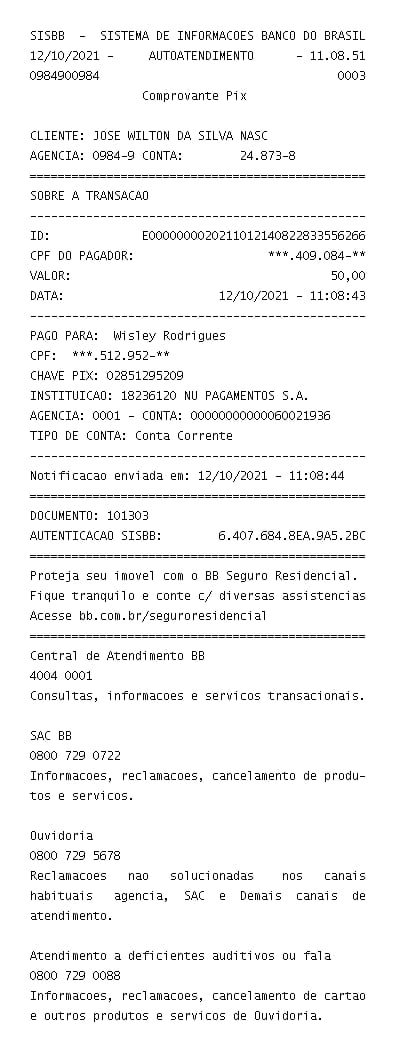 SISBB - SISTEMA DE INFORMACOES BANCO DO BRASIL
12/10/2021 - AUTOATENDIMENTO - 11.08.51
0984900984 0003
Comprovante Pix
CLIENTE: JOSE WILTON DA SILVA NASC
AGENCIA: 0984-9 CONTA: 24.873-8
================================================
SOBRE A TRANSACAO
------------------------------------------------
ID: E0000000020211012140822833556266
CPF DO PAGADOR: ***.409.084-**
VALOR: 50,00
DATA: 12/10/2021 - 11:08:43
------------------------------------------------
PAGO PARA: Wisley Rodrigues
CPF: ***.512.952-**
CHAVE PIX: 02851295209
INSTITUICAO: 18236120 NU PAGAMENTOS S.A.
AGENCIA: 0001 - CONTA: 00000000000060021936
TIPO DE CONTA: Conta Corrente
------------------------------------------------
Notificacao enviada em: 12/10/2021 - 11:08:44
================================================
DOCUMENTO: 101303
AUTENTICACAO SISBB: 6.407.684.8EA.9A5.2BC
================================================
Proteja seu imovel com o BB Seguro Residencial.
Fique tranquilo e conte c/ diversas assistencias
Acesse bb.com.br/seguroresidencial
================================================
Central de Atendimento BB
4004 0001
Consultas, informacoes e servicos transacionais.
SAC BB
0800 729 0722
Informacoes, reclamacoes, cancelamento de produ-
tos e servicos.
Ouvidoria
0800 729 5678
Reclamacoes nao solucionadas nos canais
habituais agencia, SAC e Demais canais de
atendimento.
Atendimento a deficientes auditivos ou fala
0800 729 0088
Informacoes, reclamacoes, cancelamento de cartao
e outros produtos e servicos de Ouvidoria.